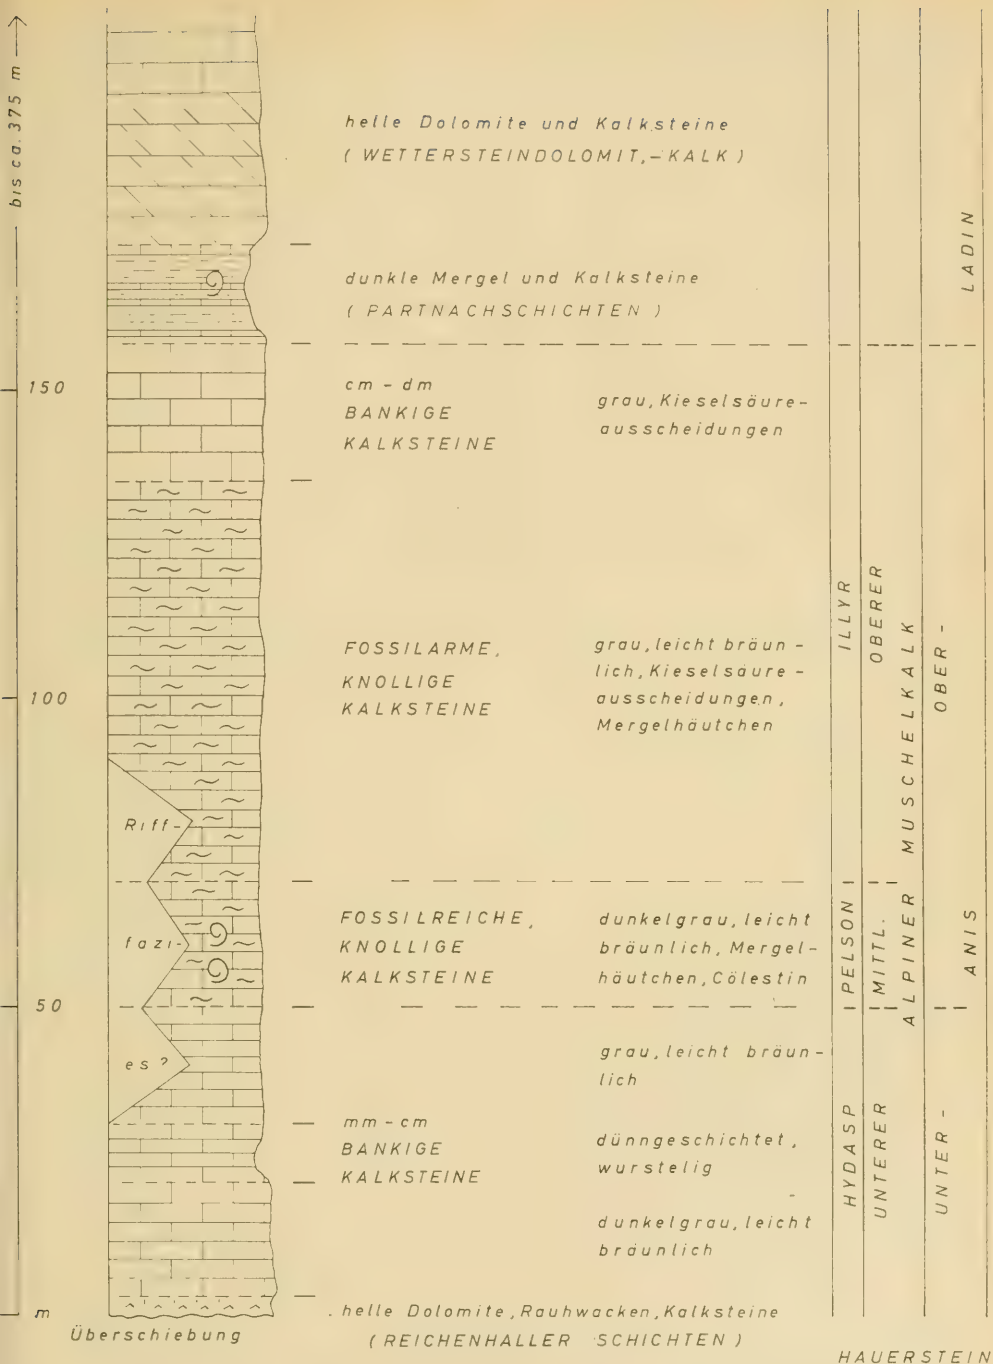 bis ca. 375 m
helle Dolomite und Kalksteine
( WETTERSTEINDOLOMIT,-KALK )
LADIN
dunkle Mergel und Kalksteine
( PARTNACHSCHICHTEN )
150
cm - dm
BANKIGE
KALKSTEINE
grau, Kieselsäure-
ausscheidungen
100
FOSSILARME,
KNOLLIGE
KALKSTEINE
grau, leicht bräun-
lich, Kieselsäure-
ausscheidungen,
Mergelhäutchen
ILLYR
OBERER
ALPINER MUSCHELKALK
OBER -
Riff-
fazi-
es?
FOSSILREICHE,
KNOLLIGE
KALKSTEINE
dunkelgrau, leicht
bräunlich, Mergel-
häutchen, Cölestin
PELSON
MITTL.
ANIS
50
grau, leicht bräun-
lich
mm - cm
BANKIGE
KALKSTEINE
dünngeschichtet,
wurstelig
dunkelgrau, leicht
bräunlich
HYDASP
UNTERER
UNTER -
m
Überschiebung
helle Dolomite, Rauhwacken, Kalksteine
( REICHENHALLER SCHICHTEN )
HAUERSTEIN